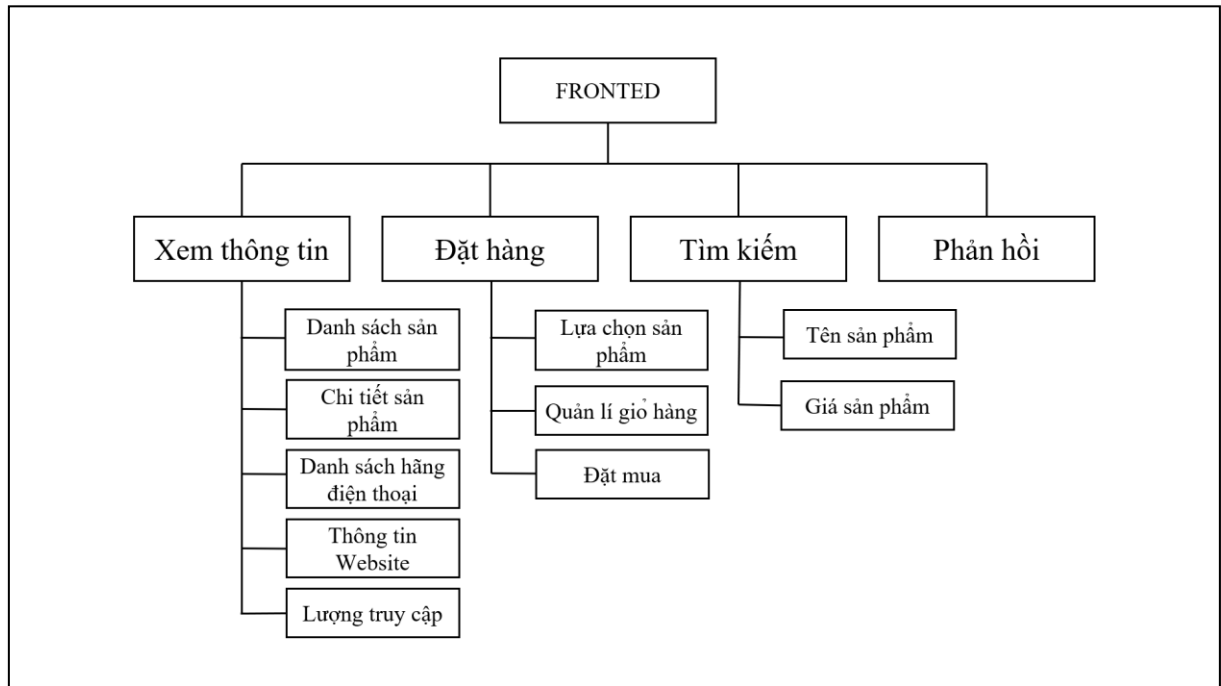 FRONTED
Xem thông tin
Đặt hàng
Tìm kiếm
Phản hồi
Danh sách sản
phẩm
Chi tiết sản
phẩm
Danh sách hãng
điện thoại
Thông tin
Website
Lượng truy cập
Lựa chọn sản
phẩm
Quản lí giỏ hàng
Đặt mua
Tên sản phẩm
Giá sản phẩm